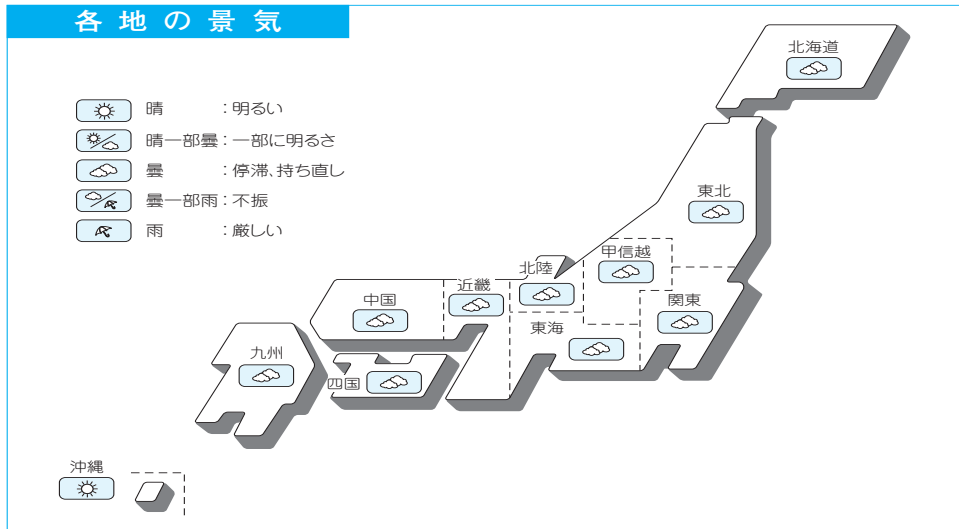 各地の景気
北海道
晴 ：明るい
晴一部曇：一部に明るさ
曇 ：停滞、持ち直し
曇一部雨：不振
雨 ：厳しい
東北
甲信越
北陸
近畿
中国
関東
東海
九州
四国
沖縄